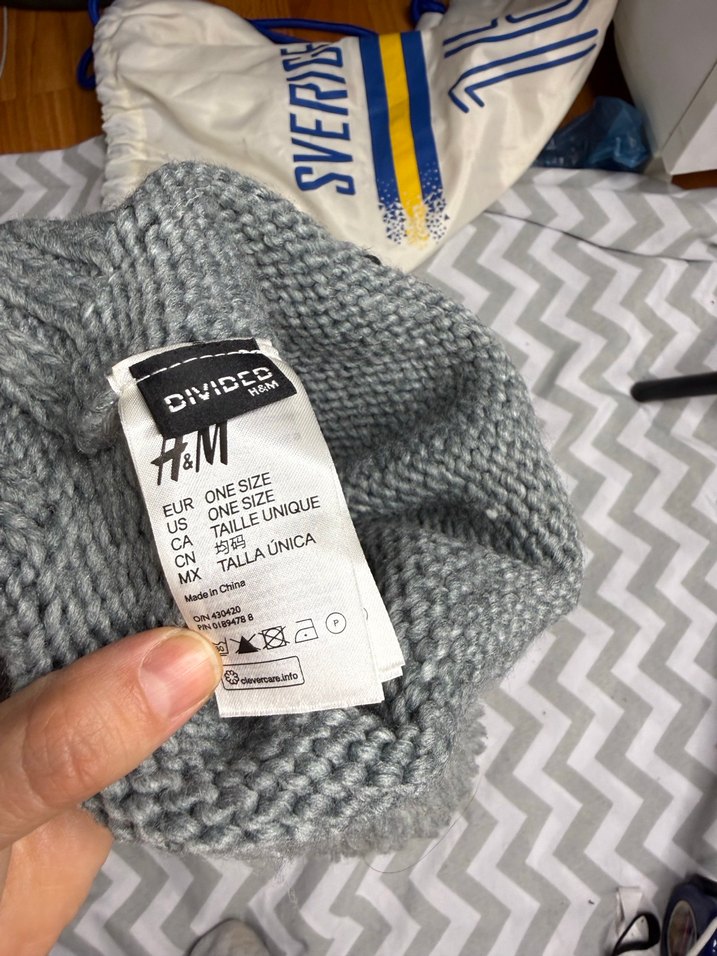 SVERIGE
DIVIDED
H&M
H&M
EUR ONE SIZE
US ONE SIZE
CA TAILLE UNIQUE
CN 均码
MX TALLA ÚNICA
Made in China
O/N 430420
P/N 0189478 8
P
clevercare.info